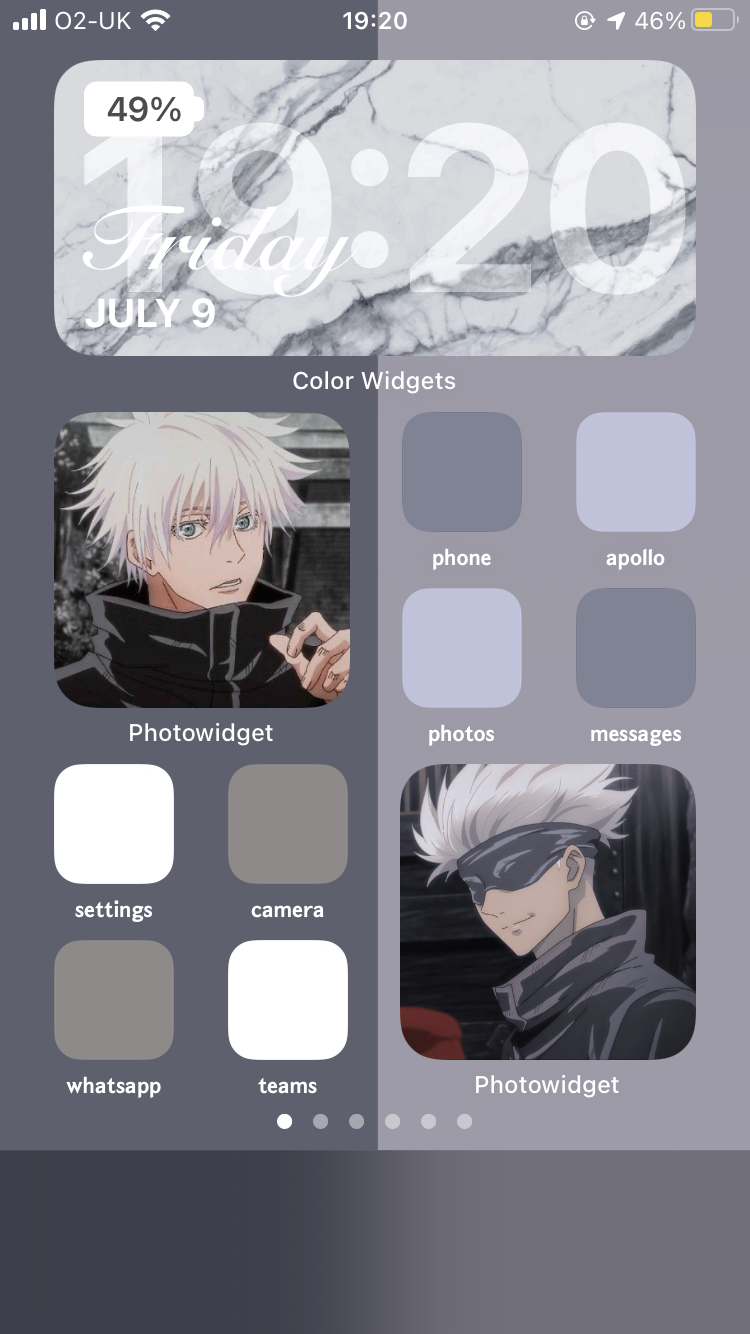 O2-UK 19:20 46%
49%
19:20
Friday
JULY 9
Color Widgets
phone apollo
Photowidget photos messages
settings camera
whatsapp teams Photowidget